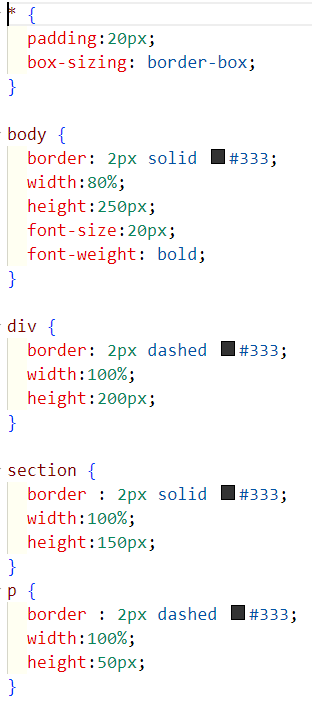 * {
padding:20px;
box-sizing: border-box;
}
body {
border: 2px solid #333;
width:80%;
height:250px;
font-size:20px;
font-weight: bold;
}
div {
border: 2px dashed #333;
width:100%;
height:200px;
}
section {
border : 2px solid #333;
width:100%;
height:150px;
}
p {
border : 2px dashed #333;
width:100%;
height:50px;
}